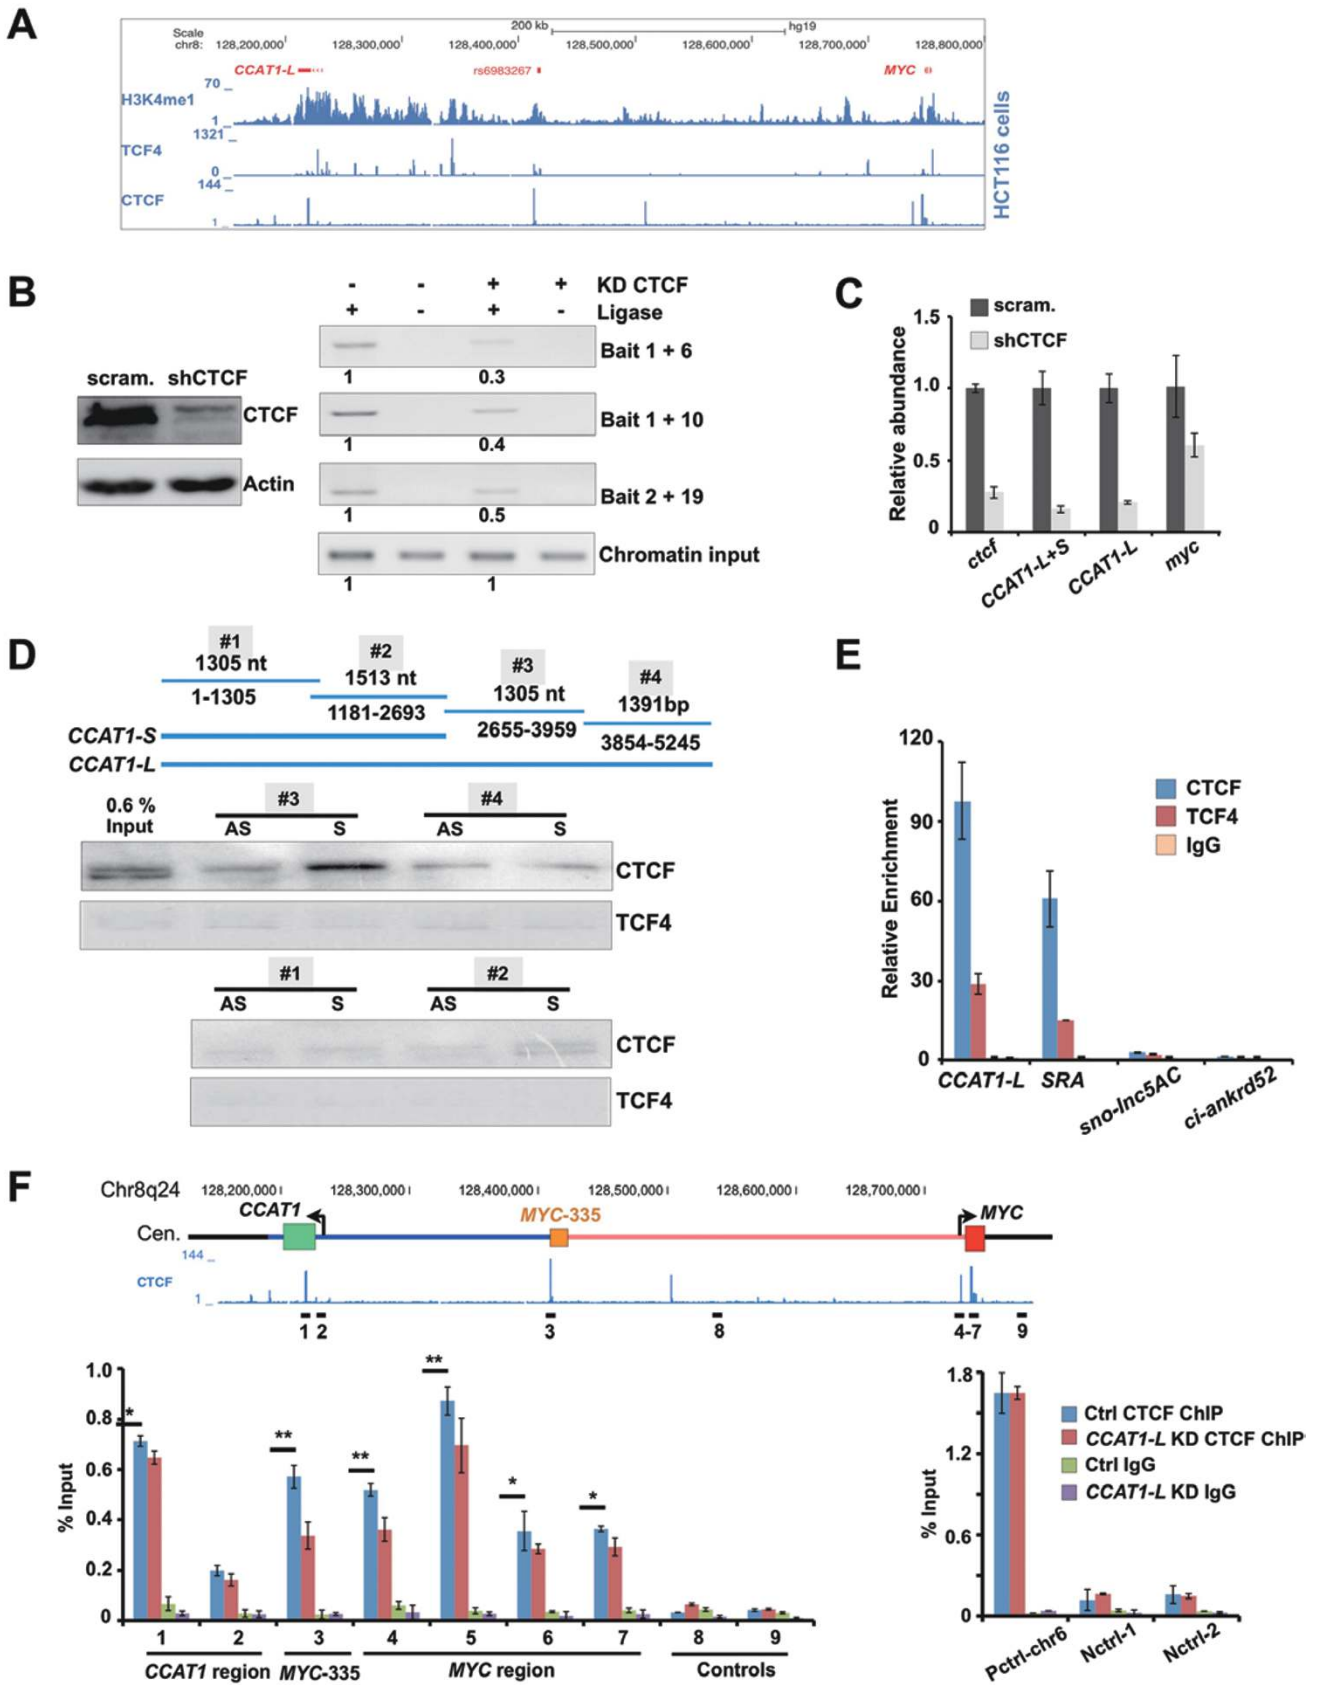 A
200 kb hg19
Scale
chr8: 128,200,000 128,300,000 128,400,000 128,500,000 128,600,000 128,700,000 128,800,000
CCAT1-L rs6983267 MYC
70
H3K4me1
1
1321
TCF4
0
144
CTCF
1
HCT116 cells
B
- - + + KD CTCF
+ - + - Ligase
Bait 1 + 6
1 0.3
scram. shCTCF
CTCF
Bait 1 + 10
1 0.4
Actin
Bait 2 + 19
1 0.5
Chromatin input
1 1
C
scram.
shCTCF
Relative abundance
1.5
1.0
0.5
0
ctcf CCAT1-L+S CCAT1-L myc
D
#1 #2 #3 #4
1305 nt 1513 nt 1305 nt 1391bp
1-1305 1181-2693 2655-3959 3854-5245
CCAT1-S
CCAT1-L
0.6 %
Input
#3 #4
AS S AS S
CTCF
TCF4
#1 #2
AS S AS S
CTCF
TCF4
E
Relative Enrichment
120
90
60
30
0
CTCF
TCF4
IgG
CCAT1-L SRA sno-lnc5AC ci-ankrd52
F
Chr8q24 128,200,000 128,300,000 128,400,000 128,500,000 128,600,000 128,700,000
CCAT1 MYC-335 MYC
Cen.
144
CTCF
1
1 2 3 8 4-7 9
% Input
1.0
0.8
0.6
0.4
0.2
0
* ** ** ** * *
1 2 3 4 5 6 7 8 9
CCAT1 region MYC-335 MYC region Controls
% Input
1.8
1.2
0.6
0
Ctrl CTCF ChIP
CCAT1-L KD CTCF ChIP
Ctrl IgG
CCAT1-L KD IgG
Pctrl-chr6 Nctrl-1 Nctrl-2